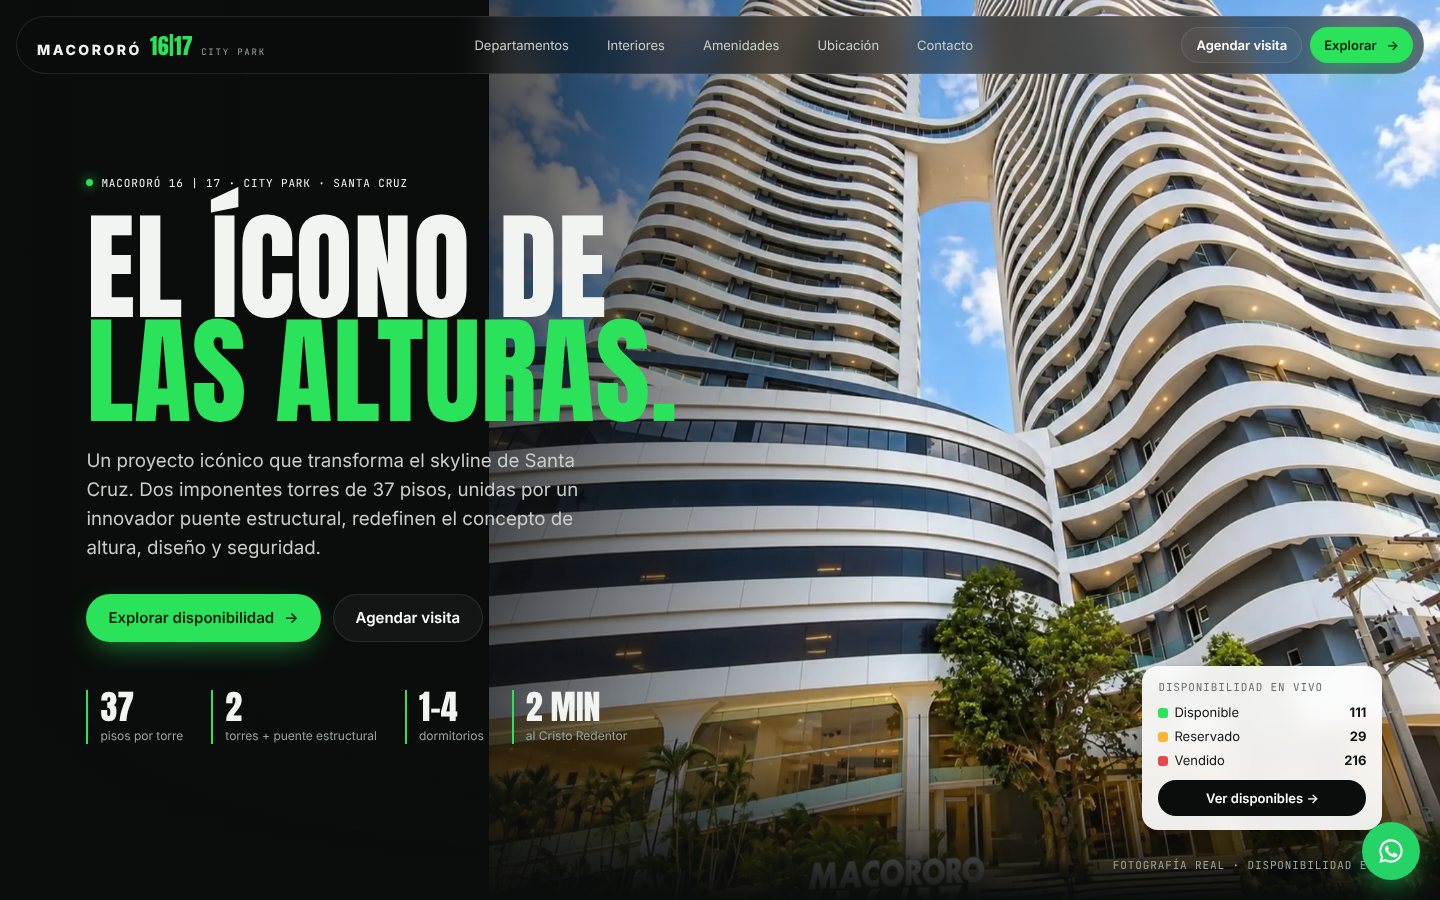 MACORORÓ 16|17 CITY PARK
Departamentos
Interiores
Amenidades
Ubicación
Contacto
Agendar visita
Explorar →
MACORORÓ 16 | 17 · CITY PARK · SANTA CRUZ
EL ÍCONO DE
LAS ALTURAS.
Un proyecto icónico que transforma el skyline de Santa
Cruz. Dos imponentes torres de 37 pisos, unidas por un
innovador puente estructural, redefinen el concepto de
altura, diseño y seguridad.
Explorar disponibilidad →
Agendar visita
37
pisos por torre
2
torres + puente estructural
1-4
dormitorios
2 MIN
al Cristo Redentor
DISPONIBILIDAD EN VIVO
Disponible 111
Reservado 29
Vendido 216
Ver disponibles →
MACORORO
FOTOGRAFÍA REAL · DISPONIBILIDAD